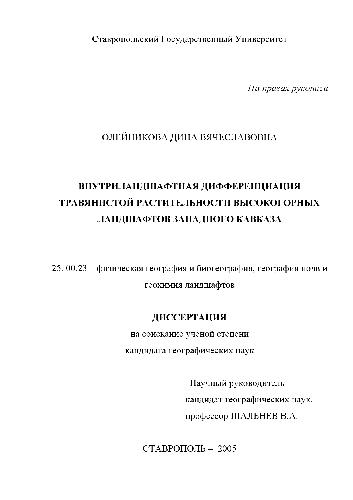 Ставропольский Государственный Университет
На правах рукописи
ОЛЕЙНИКОВА ДИНА ВЯЧЕСЛАВОВНА
ВНУТРИЛАНДШАФТНАЯ ДИФФЕРЕНЦИАЦИЯ
ТРАВЯНИСТОЙ РАСТИТЕЛЬНОСТИ ВЫСОКОГОРНЫХ
ЛАНДШАФТОВ ЗАПАДНОГО КАВКАЗА
25. 00.23 – физическая география и биогеография, география почв и
геохимия ландшафтов
ДИССЕРТАЦИЯ
на соискание ученой степени
кандидата географических наук
Научный руководитель
кандидат географических наук,
профессор ШАЛЬНЕВ В.А.
СТАВРОПОЛЬ – 2005